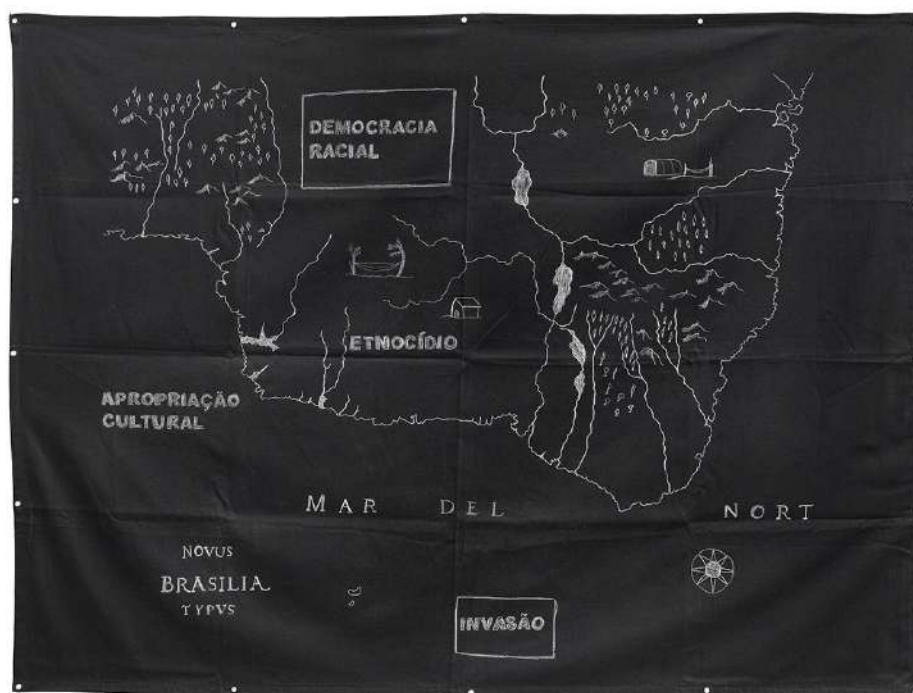 DEMOCRACIA
RACIAL
ETNOCÍDIO
APROPRIAÇÃO
CULTURAL
MAR DEL NORT
NOVUS
BRASILIA
TYPVS
INVASÃO